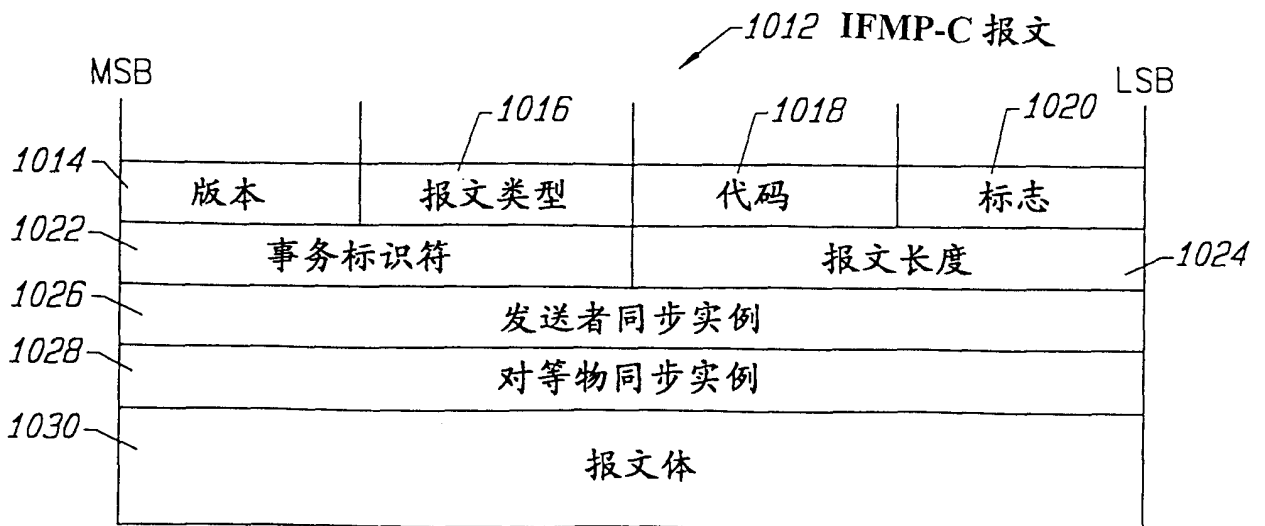 1012 IFMP-C 报文
MSB
LSB
1016
1018
1020
1014
版本 报文类型 代码 标志
1022
事务标识符 报文长度
1024
1026
发送者同步实例
1028
对等物同步实例
1030
报文体